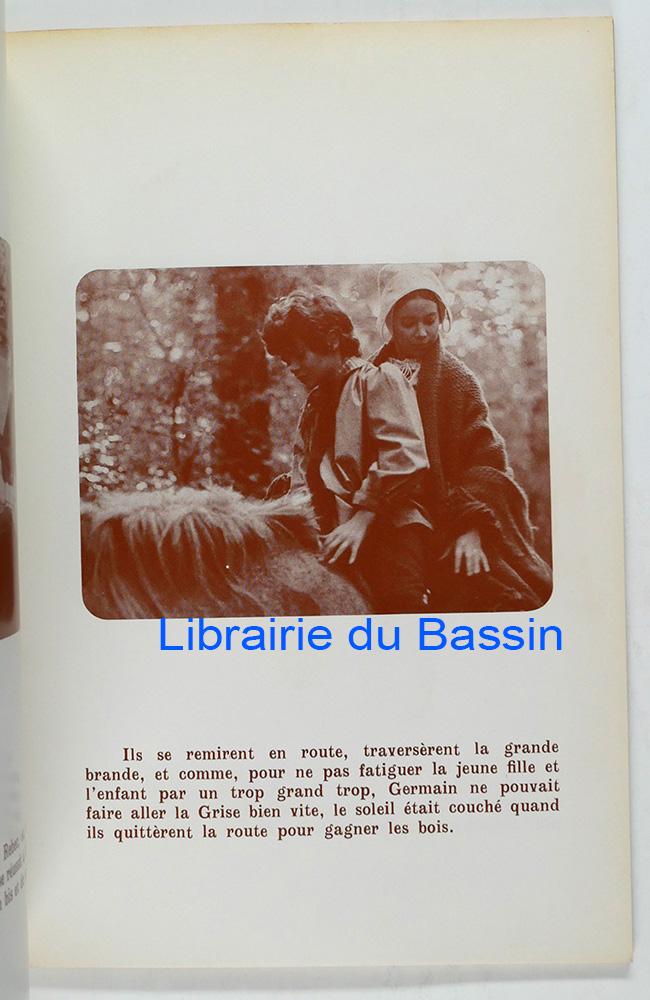 Librairie du Bassin
Ils se remirent en route, traversèrent la grande
brande, et comme, pour ne pas fatiguer la jeune fille et
l'enfant par un trop grand trop, Germain ne pouvait
faire aller la Grise bien vite, le soleil était couché quand
ils quittèrent la route pour gagner les bois.